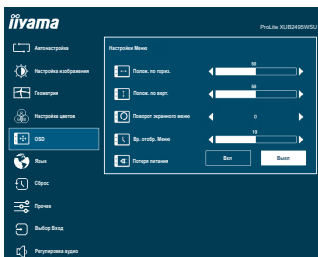 iiyama
ProLite XUB2495WSU
Автонастройка
Настройки Меню
Настройка изображения
50
Полож. по гориз.
Геометрия
50
Полож. по верт.
Настройка цветов
Поворот экранного меню
0
OSD
10
Вр. отобр. Меню
Язык
Потеря питания
Вкл
Выкл
Сброс
Прочее
Выбор Вход
Регулировка аудио